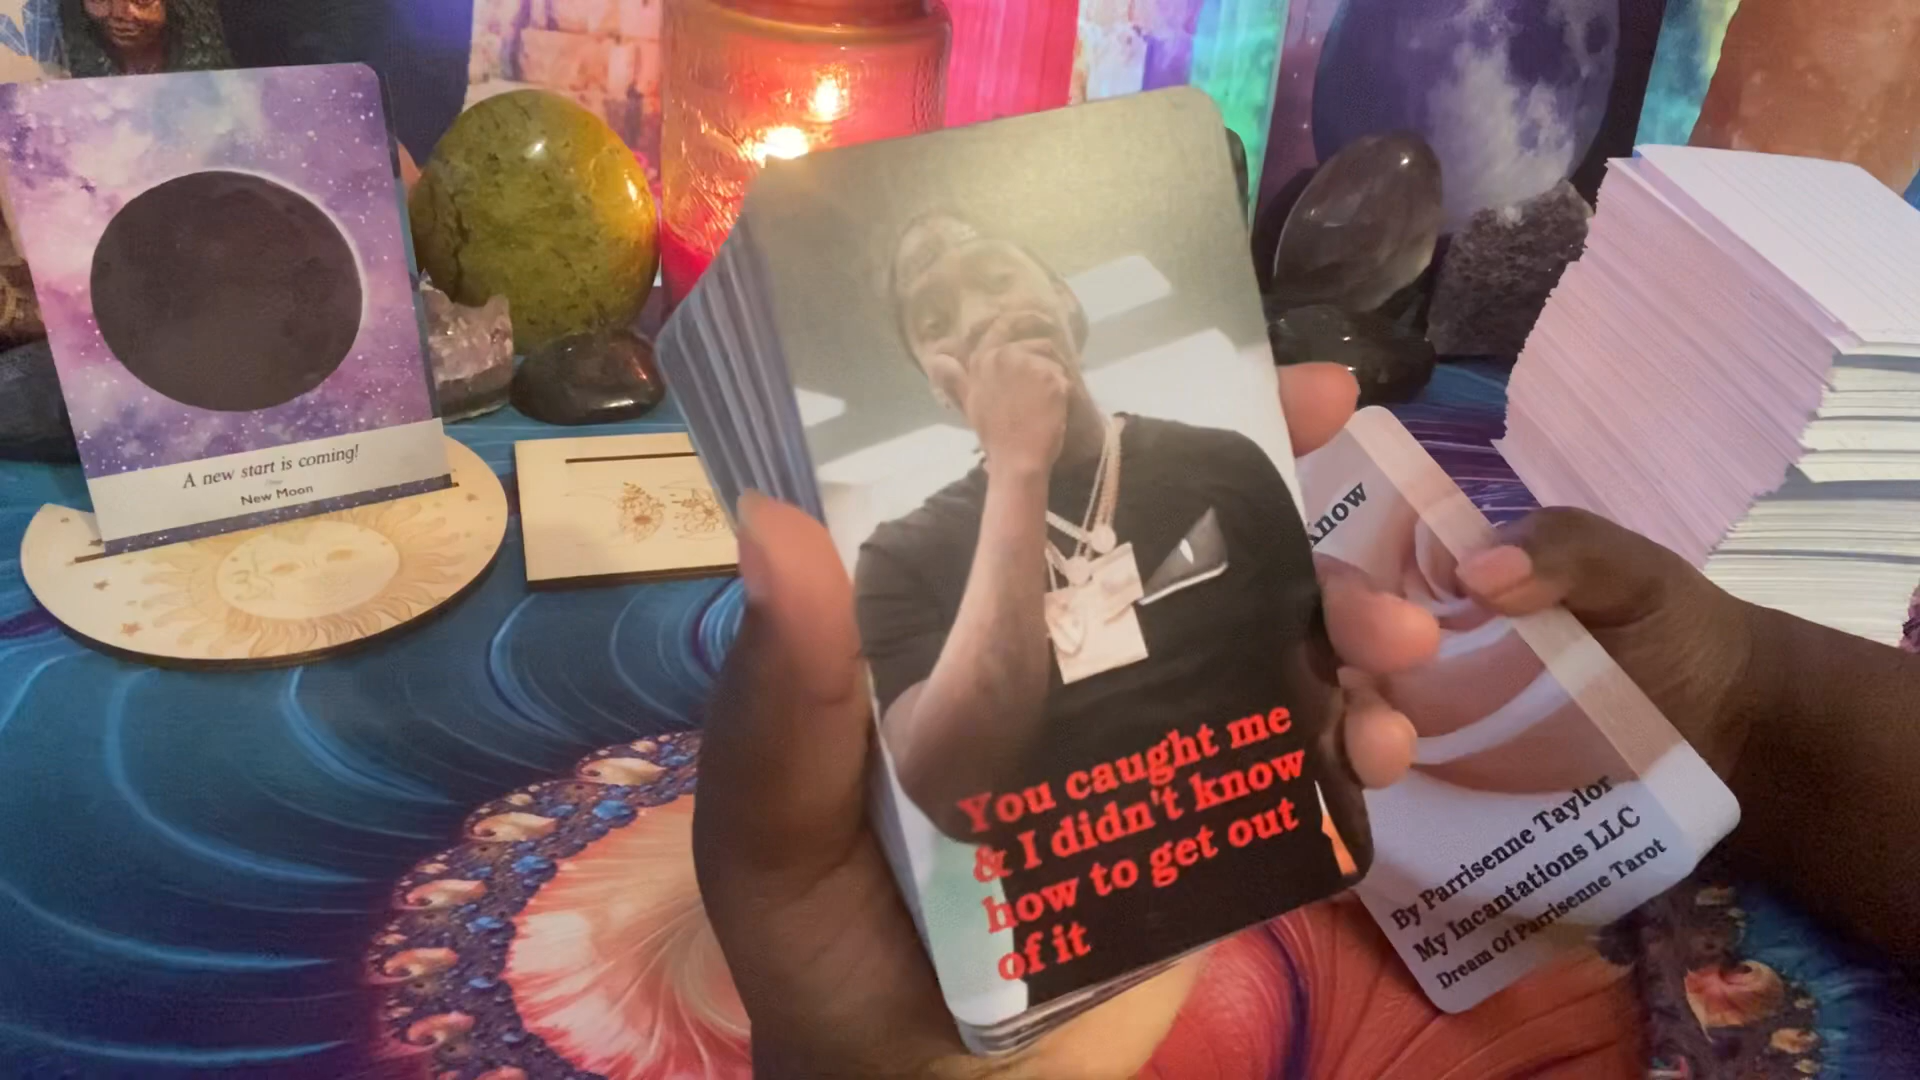 A new start is coming!
New Moon
You caught me
& I didn't know
how to get out
of it
Know
By Parrisenne Taylor
My Incantations LLC
Dream Of Parrisenne Tarot